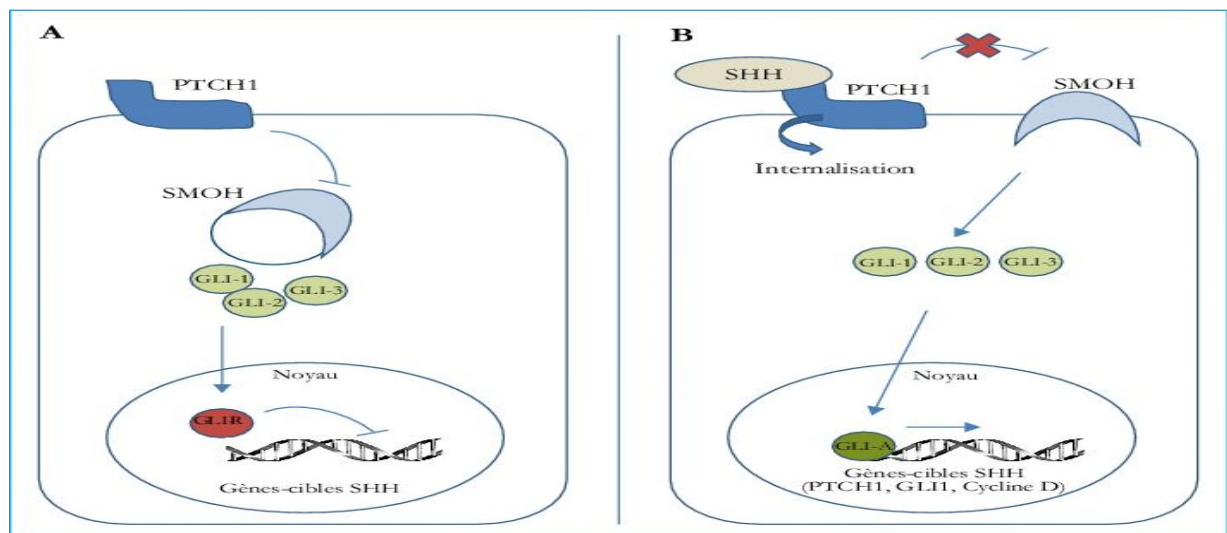 A
PTCH1
SMOH
GLI-1
GLI-2
GLI-3
Noyau
GLIR
Gènes-cibles SHH
B
SHH
PTCH1
SMOH
Internalisation
GLI-1
GLI-2
GLI-3
Noyau
GLI-A
Gènes-cibles SHH
(PTCH1, GLI1, Cycline D)